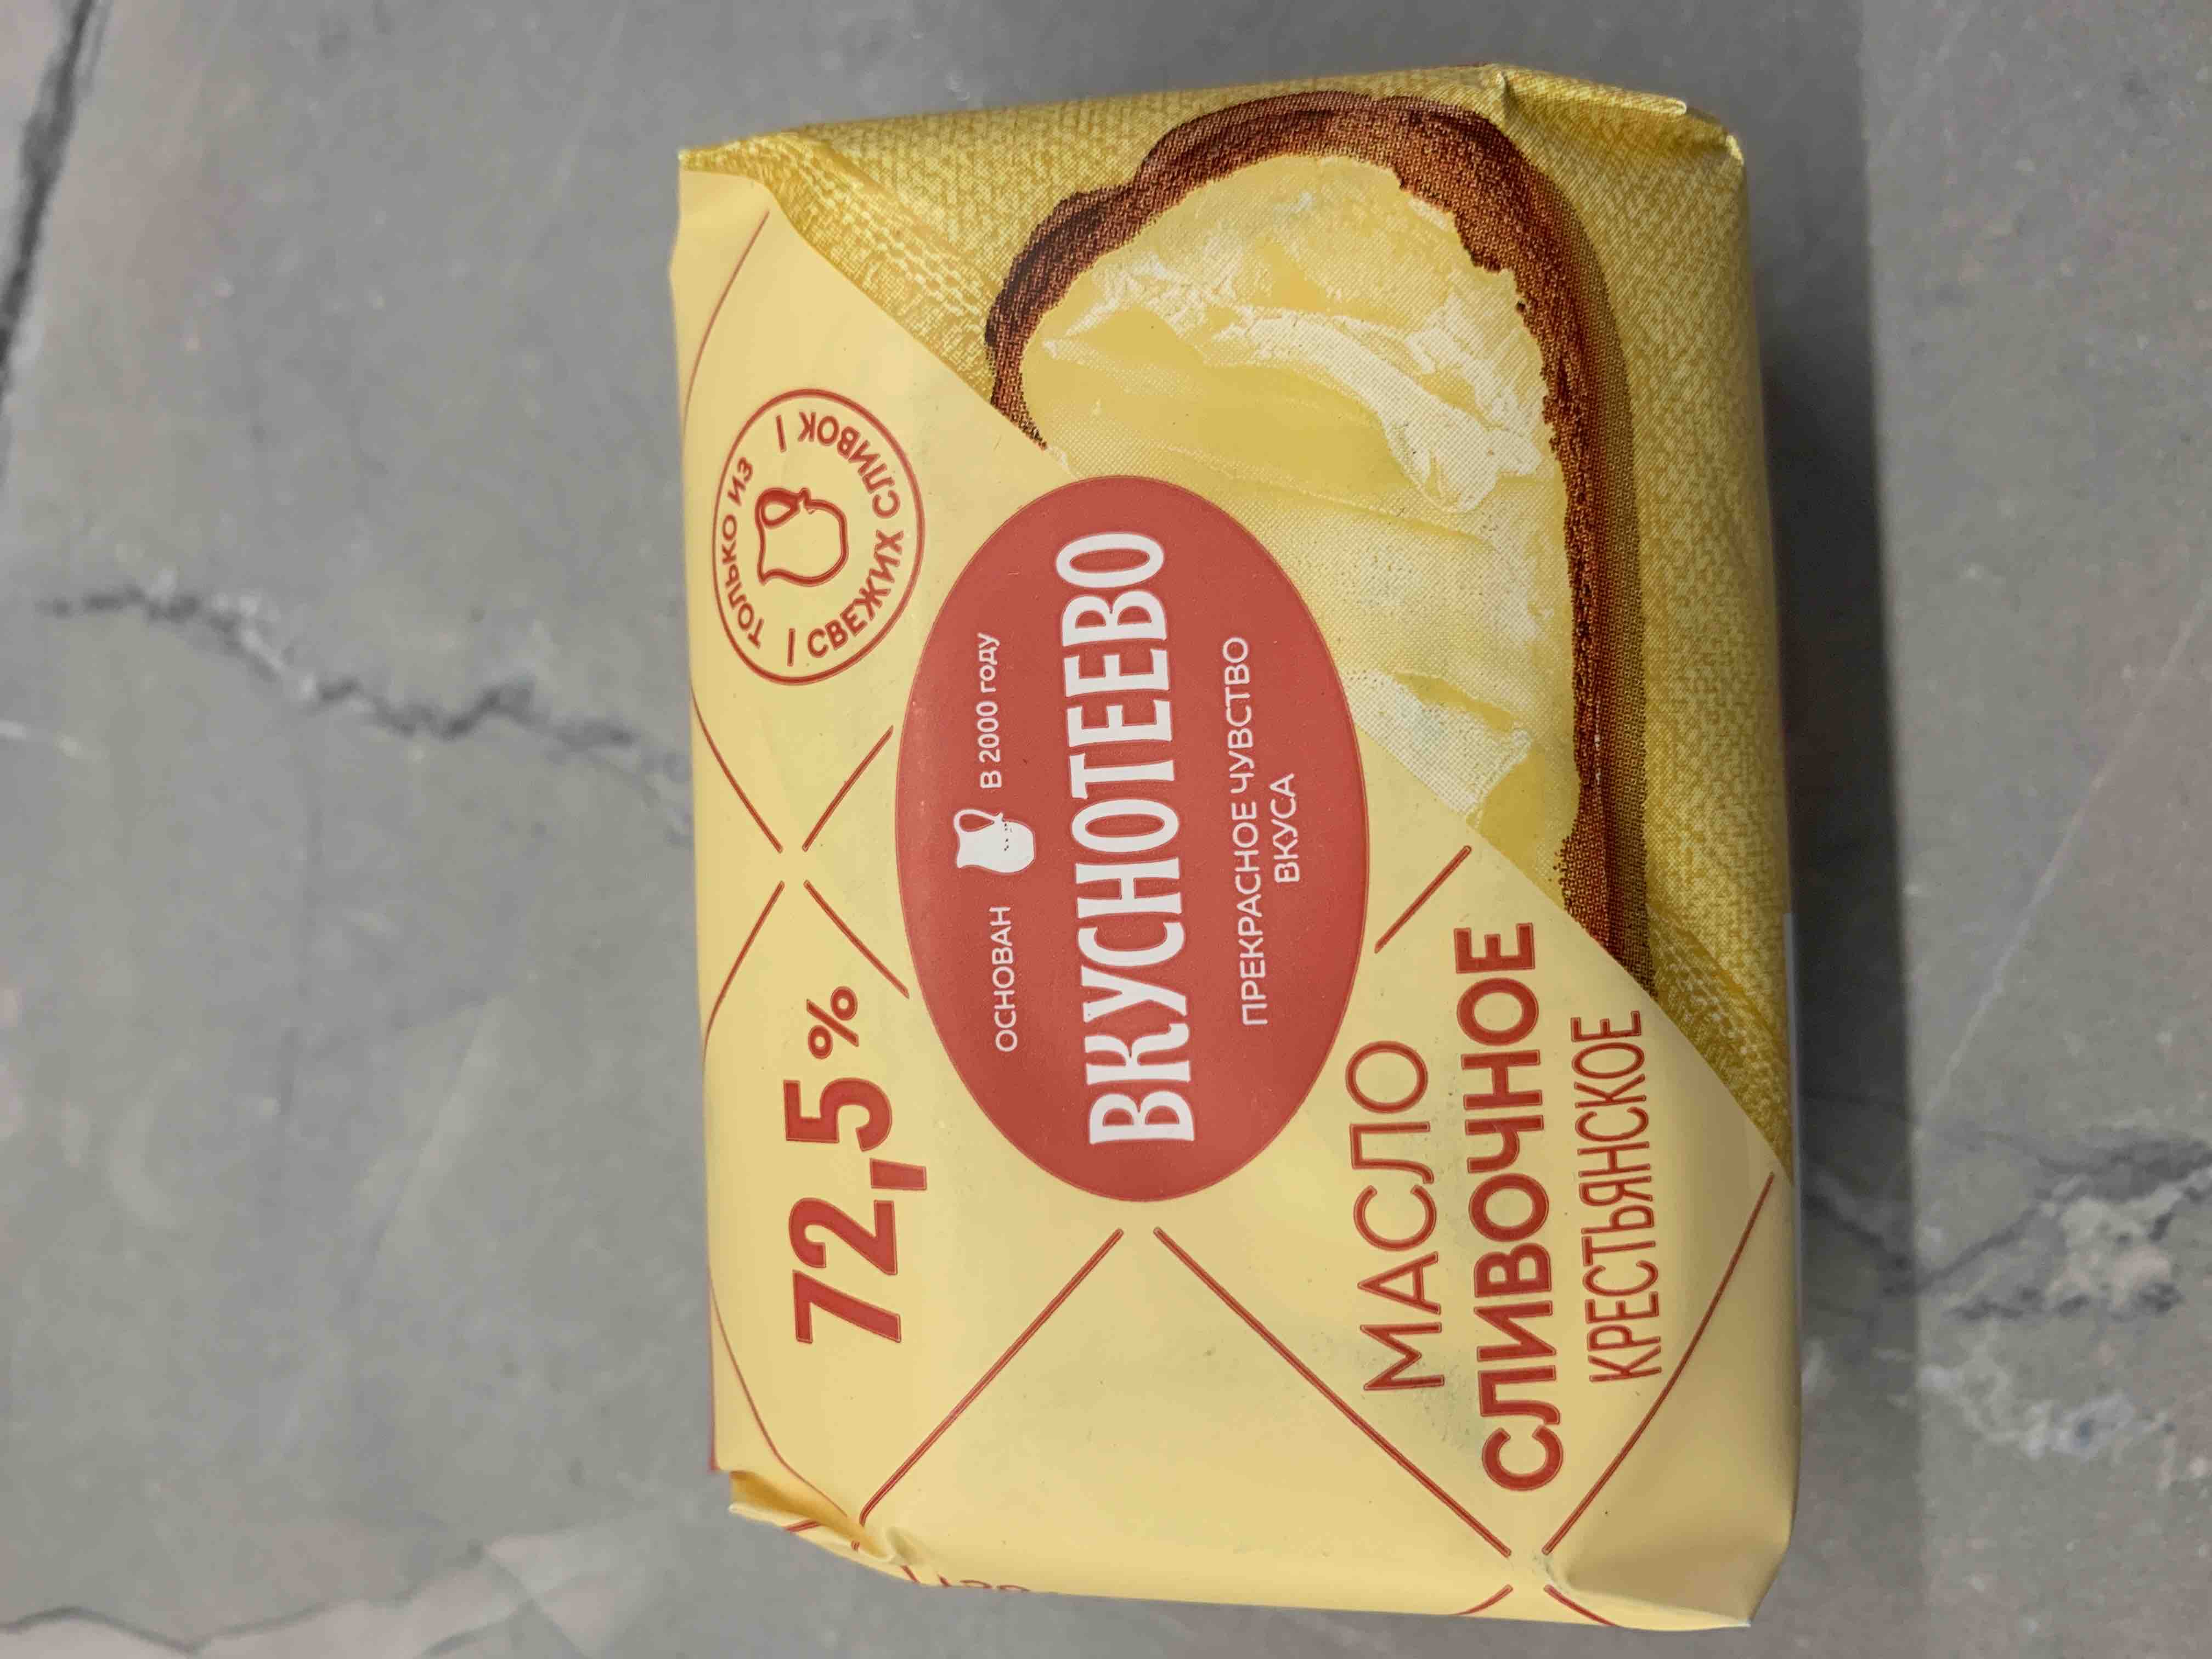 72,5%
ТОЛЬКО ИЗ
СВЕЖИХ СЛИВОК
ОСНОВАН В 2000 году
ВКУСНОТЕЕВО
ПРЕКРАСНОЕ ЧУВСТВО
ВКУСА
МАСЛО
СЛИВОЧНОЕ
КРЕСТЬЯНСКОЕ